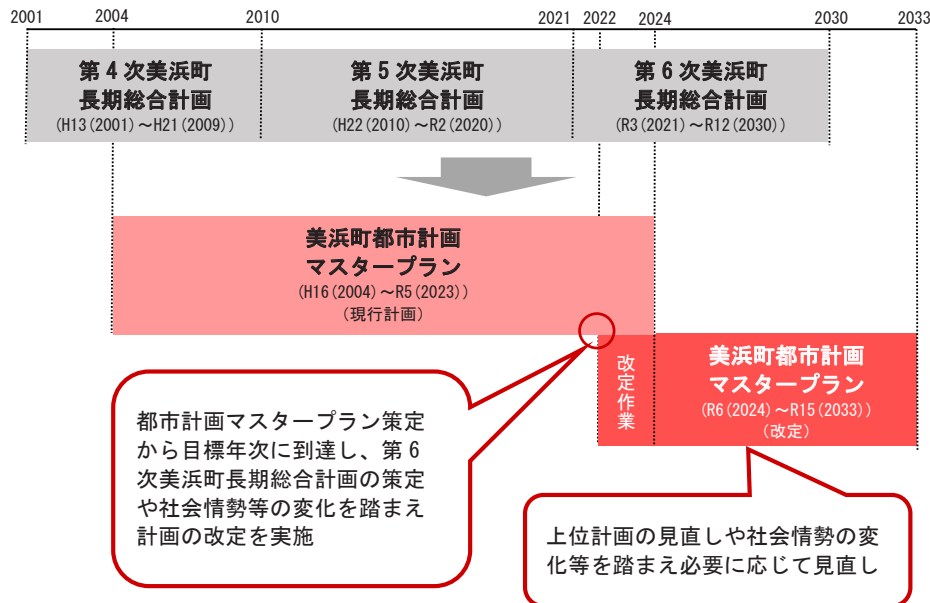 2001 2004 2010 2021 2022 2024 2030 2033
第４次美浜町
長期総合計画
(H13(2001)～H21(2009))
第５次美浜町
長期総合計画
(H22(2010)～R2(2020))
第６次美浜町
長期総合計画
(R3(2021)～R12(2030))
美浜町都市計画
マスタープラン
(H16(2004)～R5(2023))
（現行計画）
改定作業
美浜町都市計画
マスタープラン
(R6(2024)～R15(2033))
（改定）
都市計画マスタープラン策定
から目標年次に到達し、第６
次美浜町長期総合計画の策定
や社会情勢等の変化を踏まえ
計画の改定を実施
上位計画の見直しや社会情勢の変
化等を踏まえ必要に応じて見直し